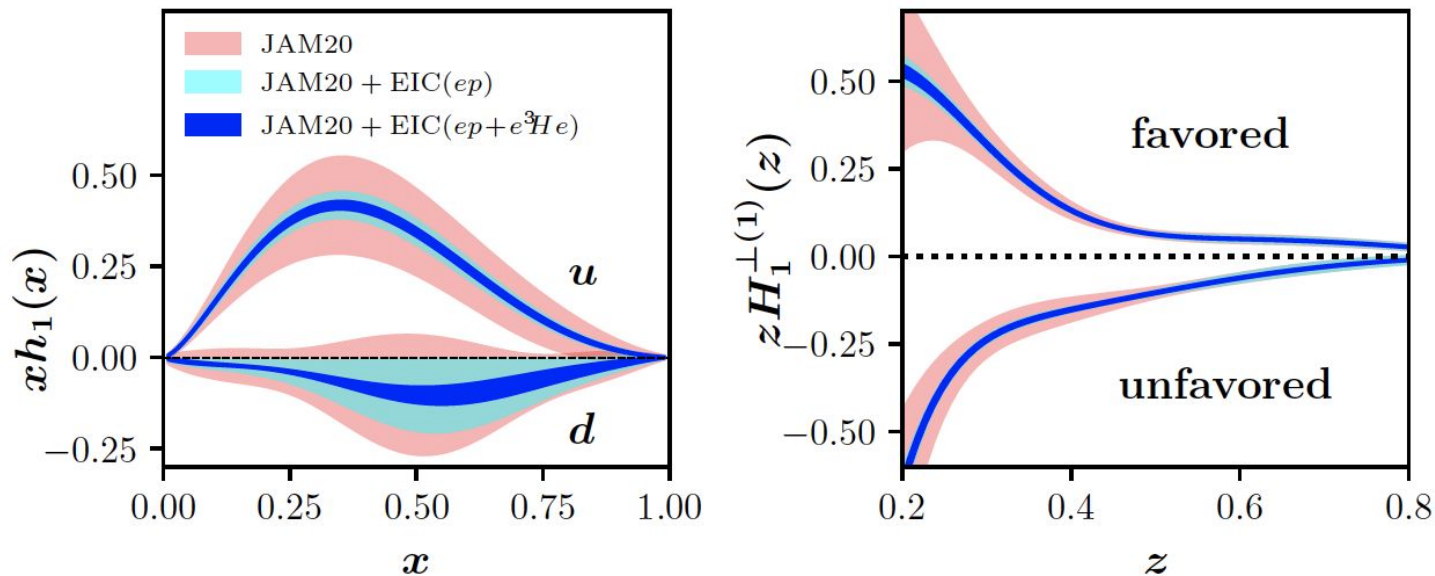 JAM20
JAM20 + EIC(ep)
JAM20 + EIC(ep+e³He)
xh₁(x)
0.50
0.25
0.00
−0.25
u
d
0.00 0.25 0.50 0.75 1.00
x
zH₁^⊥(1)(z)
0.50
0.25
0.00
−0.25
−0.50
favored
unfavored
0.2 0.4 0.6 0.8
z